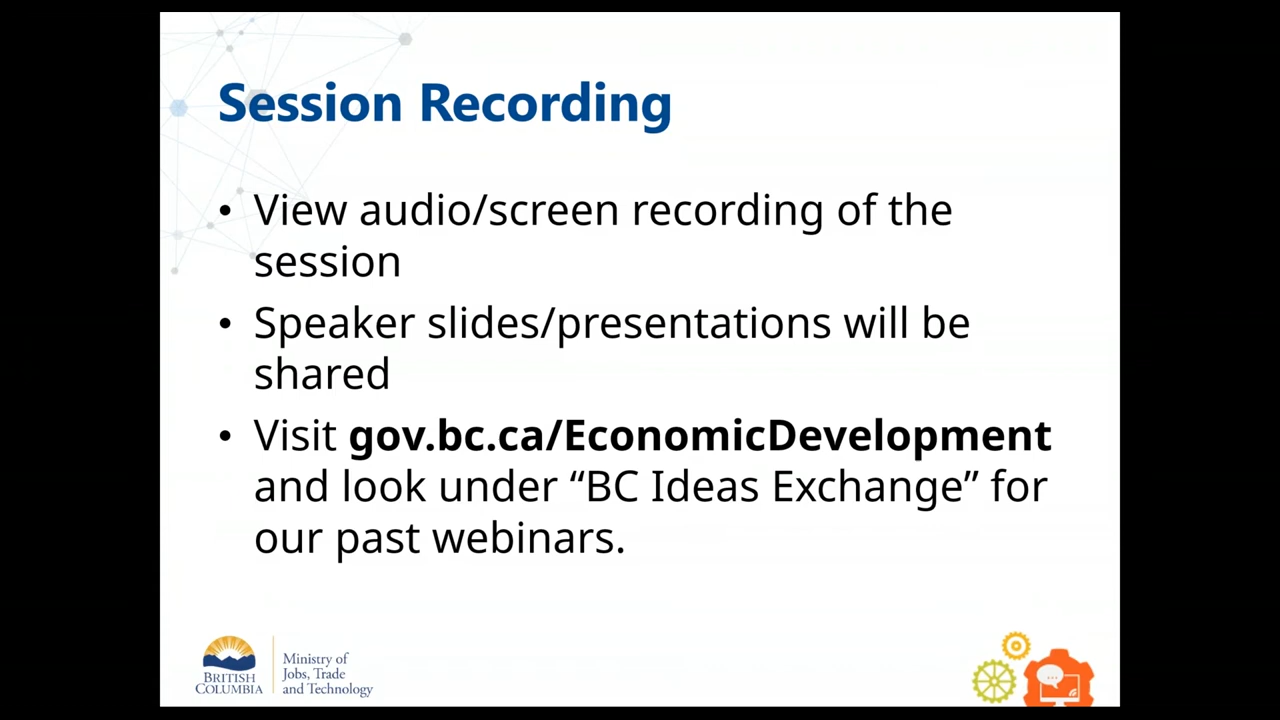 Session Recording
• View audio/screen recording of the
session
• Speaker slides/presentations will be
shared
• Visit gov.bc.ca/EconomicDevelopment
and look under “BC Ideas Exchange” for
our past webinars.
BRITISH
COLUMBIA
Ministry of
Jobs, Trade
and Technology